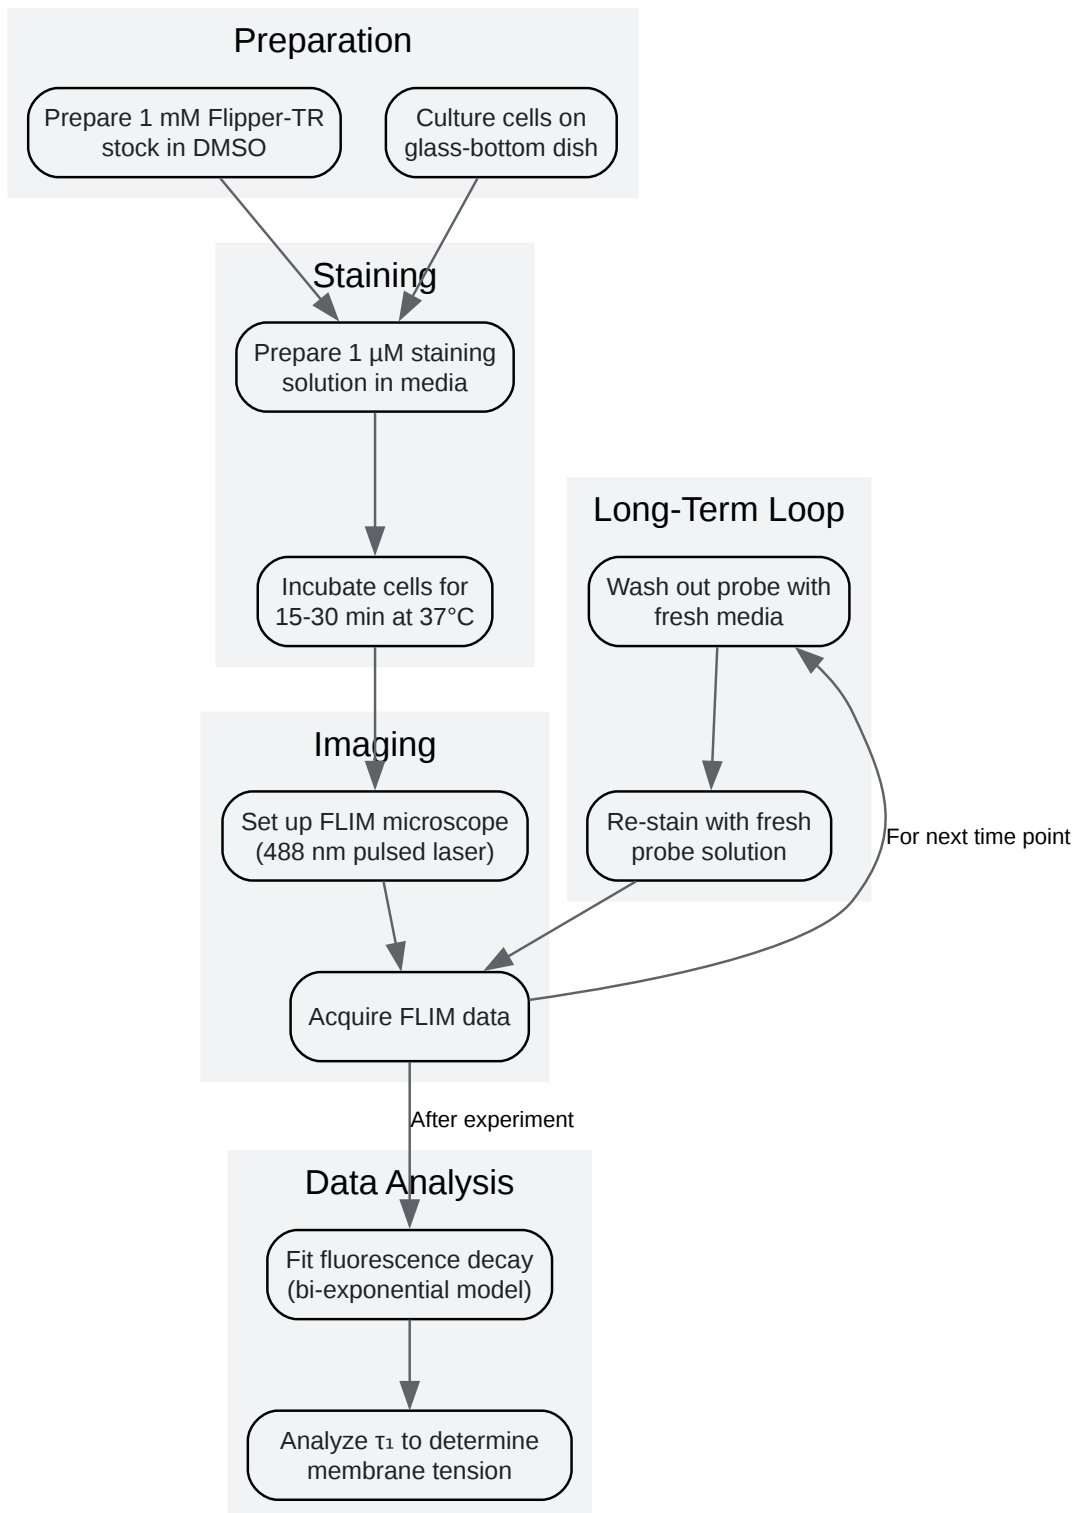 Preparation
Prepare 1 mM Flipper-TR
stock in DMSO
Culture cells on
glass-bottom dish
Staining
Prepare 1 µM staining
solution in media
Incubate cells for
15-30 min at 37°C
Long-Term Loop
Wash out probe with
fresh media
Re-stain with fresh
probe solution
For next time point
Imaging
Set up FLIM microscope
(488 nm pulsed laser)
Acquire FLIM data
After experiment
Data Analysis
Fit fluorescence decay
(bi-exponential model)
Analyze τ₁ to determine
membrane tension